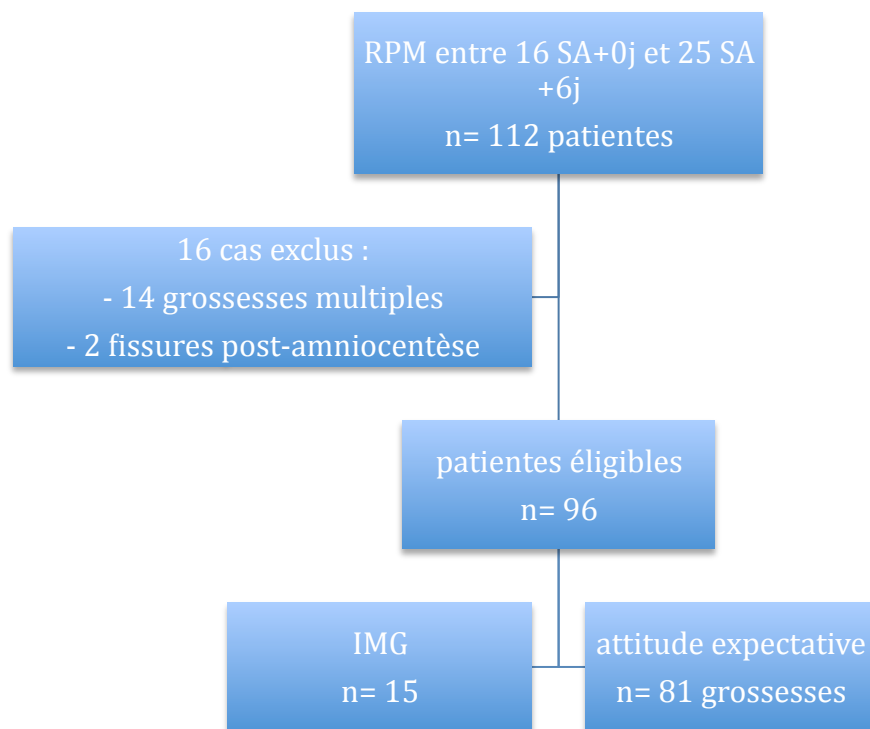 RPM entre 16 SA+0j et 25 SA
+6j
n= 112 patientes
16 cas exclus :
- 14 grossesses multiples
- 2 fissures post-amniocentèse
patientes éligibles
n= 96
IMG
n= 15
attitude expectative
n= 81 grossesses